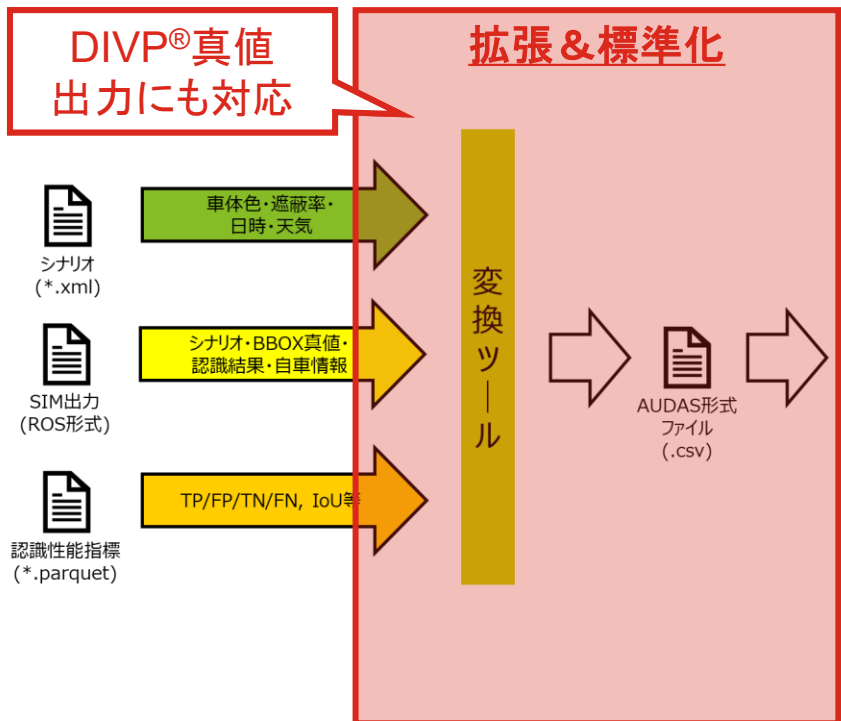 DIVP®真値
出力にも対応
拡張＆標準化
車体色・遮蔽率・
日時・天気
シナリオ
(*.xml)
シナリオ・BBOX真値・
認識結果・自車情報
SIM出力
(ROS形式)
TP/FP/TN/FN, IoU等
認識性能指標
(*.parquet)
変換ツール
AUDAS形式
ファイル
(.csv)